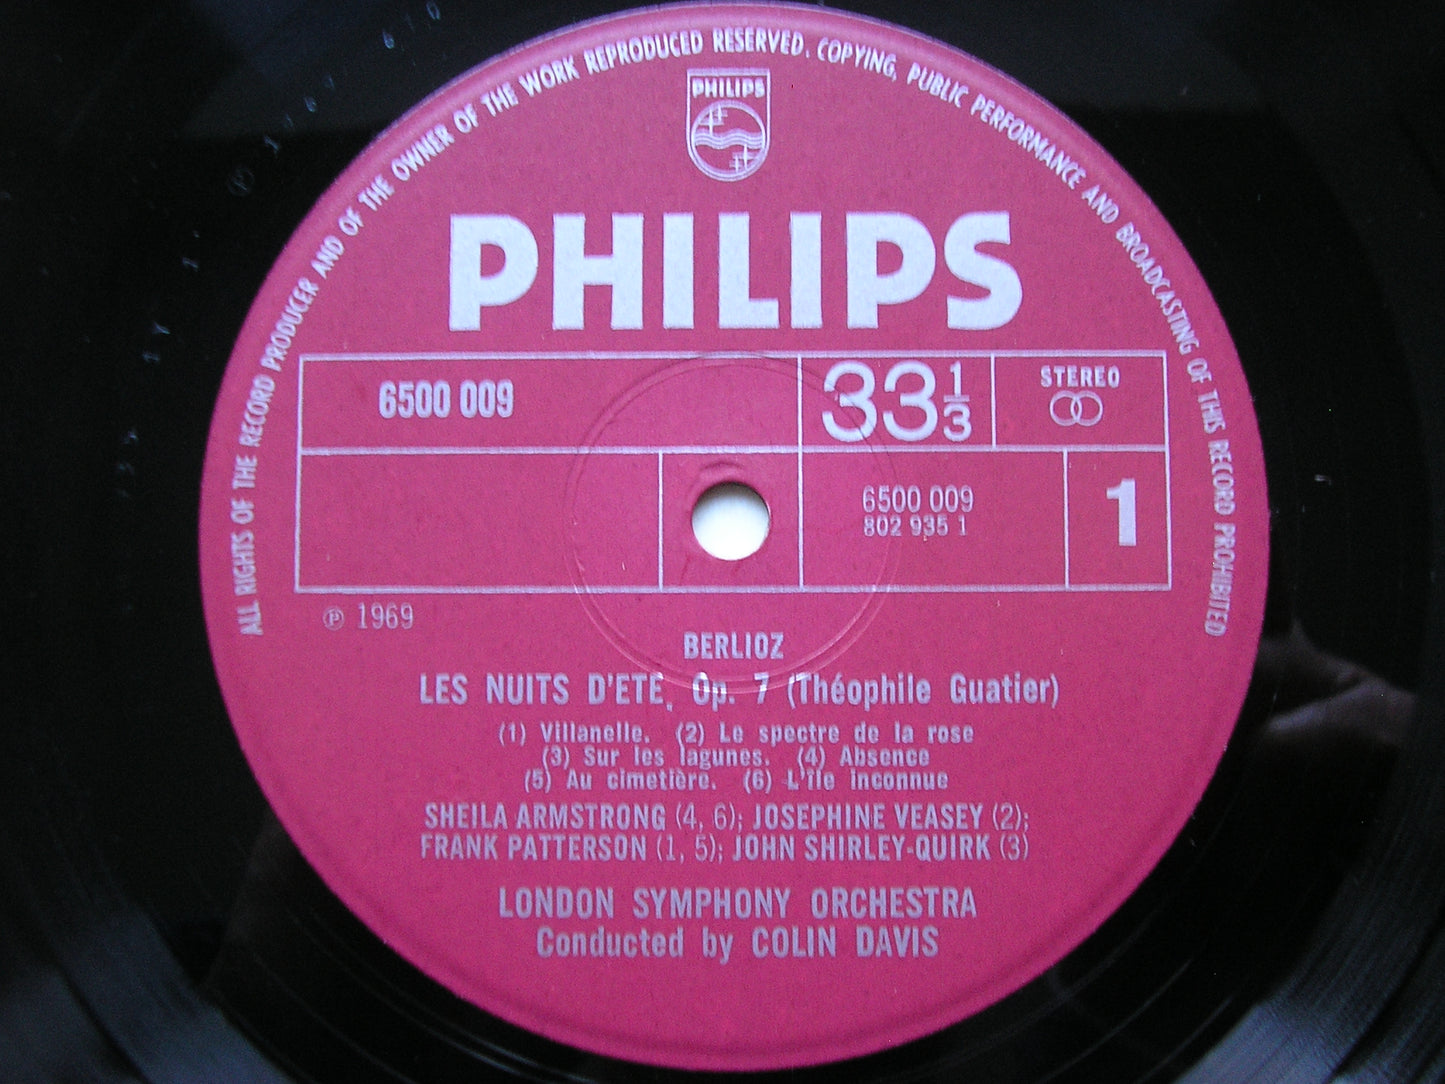 ALL RIGHTS OF THE RECORD PRODUCER AND OF THE OWNER OF THE WORK REPRODUCED RESERVED. COPYING, PUBLIC PERFORMANCE AND BROADCASTING OF THIS RECORD PROHIBITED
PHILIPS
PHILIPS
6500 009
33 1/3
STEREO
6500 009
802 935 1
1
℗ 1969
BERLIOZ
LES NUITS D'ETE, Op. 7 (Théophile Guatier)
(1) Villanelle. (2) Le spectre de la rose
(3) Sur les lagunes. (4) Absence
(5) Au cimetière. (6) L'île inconnue
SHEILA ARMSTRONG (4, 6); JOSEPHINE VEASEY (2);
FRANK PATTERSON (1, 5); JOHN SHIRLEY-QUIRK (3)
LONDON SYMPHONY ORCHESTRA
Conducted by COLIN DAVIS